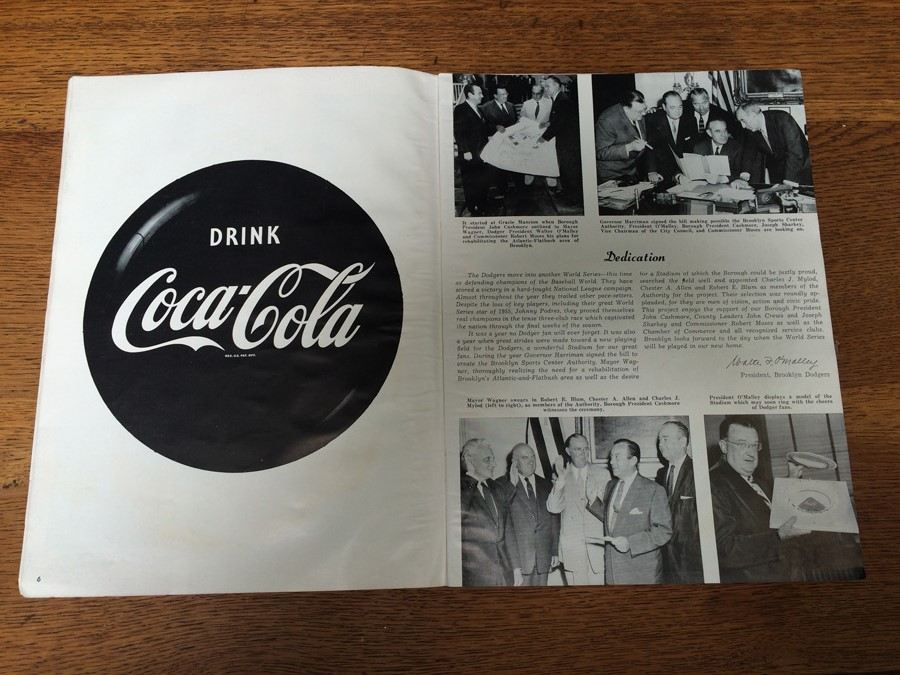 DRINK
Coca-Cola
REG. U.S. PAT. OFF.
6
It started at Gracie Mansion when Borough
President John Cashmore outlined to Mayor
Wagner, Dodger President Walter O'Malley
and Commissioner Robert Moses his plans for
rehabilitating the Atlantic-Flatbush area of
Brooklyn.
Governor Harriman signed the bill making possible the Brooklyn Sports Center
Authority. President O'Malley, Borough President Cashmore, Joseph Sharkey,
Vice Chairman of the City Council, and Commissioner Moses are looking on.
Dedication
The Dodgers move into another World Series—this time
as defending champions of the Baseball World. They have
scored a victory in a hard-fought National League campaign.
Almost throughout the year they trailed other pace-setters.
Despite the loss of key players, including their great World
Series star of 1955, Johnny Podres, they proved themselves
real champions in the tense three-club race which captivated
the nation through the final weeks of the season.
It was a year no Dodger fan will ever forget. It was also
a year when great strides were made toward a new playing
field for the Dodgers, a wonderful Stadium for our great
fans. During the year Governor Harriman signed the bill to
create the Brooklyn Sports Center Authority. Mayor Wag-
ner, thoroughly realizing the need for a rehabilitation of
Brooklyn's Atlantic-and-Flatbush area as well as the desire
for a Stadium of which the Borough could be justly proud,
searched the field well and appointed Charles J. Mylod,
Chester A. Allen and Robert E. Blum as members of the
Authority for the project. Their selection was roundly ap-
plauded, for they are men of vision, action and civic pride.
This project enjoys the support of our Borough President
John Cashmore, County Leaders John Crews and Joseph
Sharkey and Commissioner Robert Moses as well as the
Chamber of Commerce and all recognized service clubs.
Brooklyn looks forward to the day when the World Series
will be played in our new home.
Walter F. O'Malley
President, Brooklyn Dodgers
Mayor Wagner swears in Robert E. Blum, Chester A. Allen and Charles J.
Mylod (left to right), as members of the Authority. Borough President Cashmore
witnesses the ceremony.
President O'Malley displays a model of the
Stadium which may soon ring with the cheers
of Dodger fans.